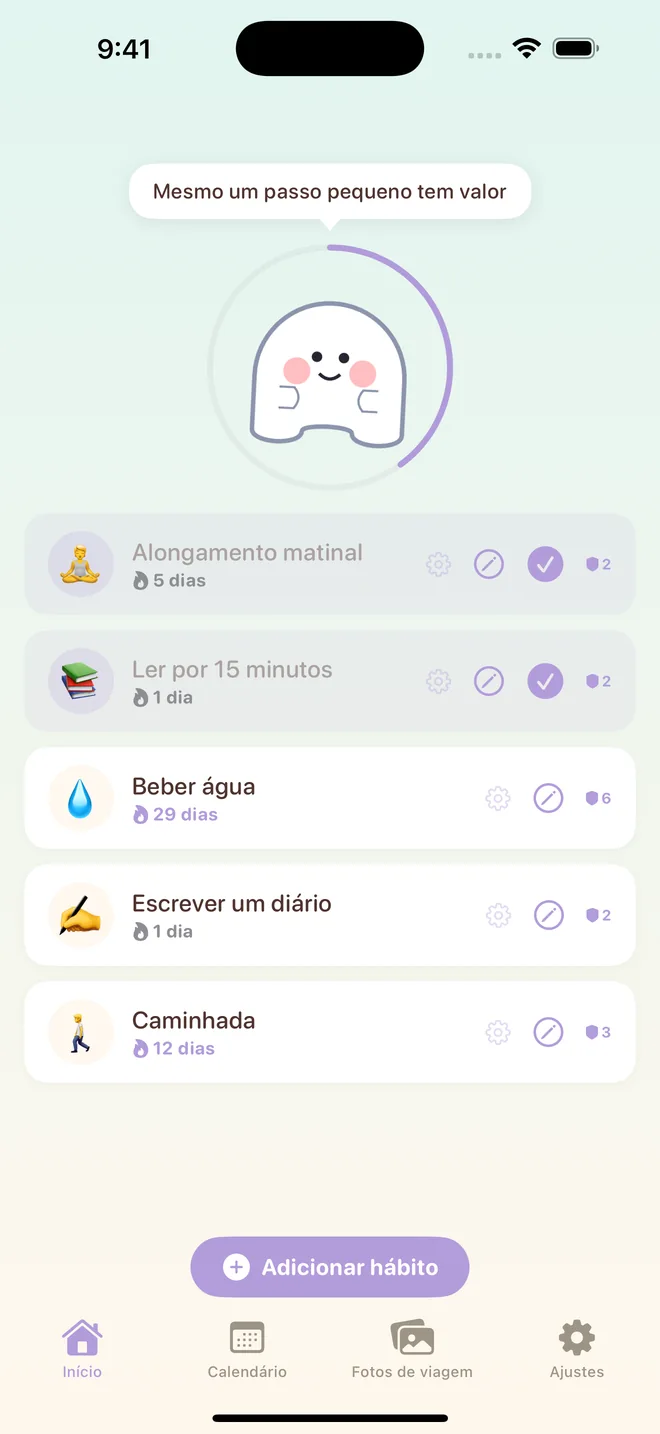 9:41
Mesmo um passo pequeno tem valor
Alongamento matinal
5 dias
2
Ler por 15 minutos
1 dia
2
Beber água
29 dias
6
Escrever um diário
1 dia
2
Caminhada
12 dias
3
Adicionar hábito
Início
Calendário
Fotos de viagem
Ajustes